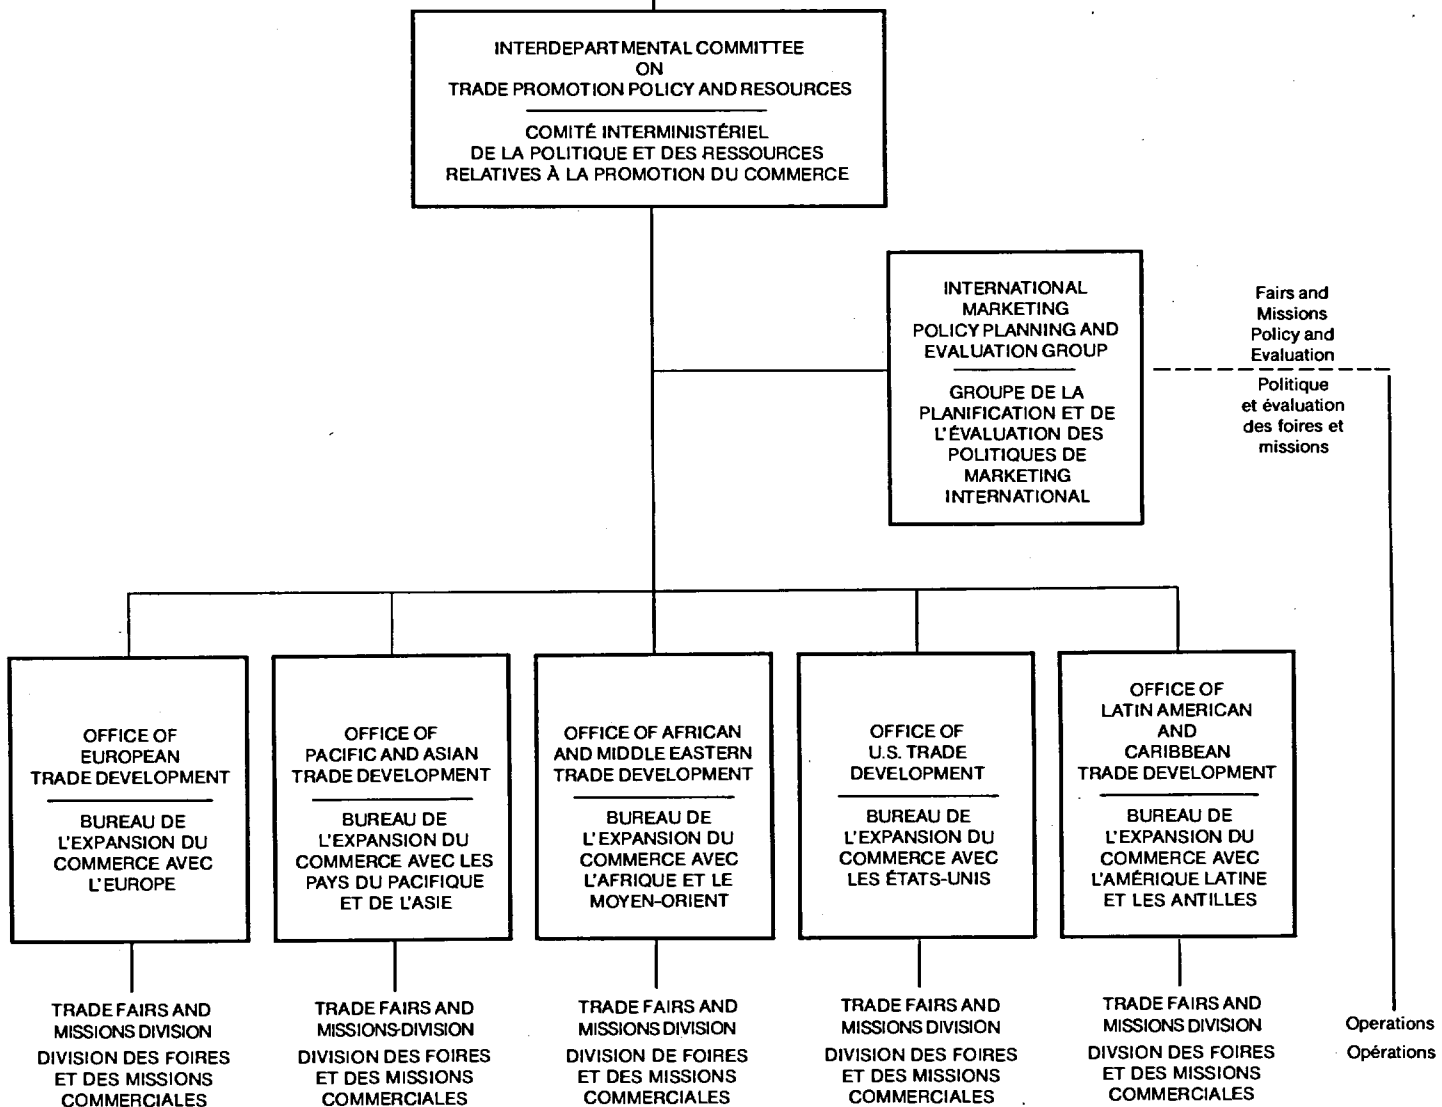 INTERDEPARTMENTAL COMMITTEE
ON
TRADE PROMOTION POLICY AND RESOURCES
COMITÉ INTERMINISTÉRIEL
DE LA POLITIQUE ET DES RESSOURCES
RELATIVES À LA PROMOTION DU COMMERCE
INTERNATIONAL
MARKETING
POLICY PLANNING AND
EVALUATION GROUP
GROUPE DE LA
PLANIFICATION ET DE
L'ÉVALUATION DES
POLITIQUES DE
MARKETING
INTERNATIONAL
Fairs and
Missions
Policy and
Evaluation
Politique
et évaluation
des foires et
missions
OFFICE OF
EUROPEAN
TRADE DEVELOPMENT
BUREAU DE
L'EXPANSION DU
COMMERCE AVEC
L'EUROPE
OFFICE OF
PACIFIC AND ASIAN
TRADE DEVELOPMENT
BUREAU DE
L'EXPANSION DU
COMMERCE AVEC LES
PAYS DU PACIFIQUE
ET DE L'ASIE
OFFICE OF AFRICAN
AND MIDDLE EASTERN
TRADE DEVELOPMENT
BUREAU DE
L'EXPANSION DU
COMMERCE AVEC
L'AFRIQUE ET LE
MOYEN-ORIENT
OFFICE OF
U.S. TRADE
DEVELOPMENT
BUREAU DE
L'EXPANSION DU
COMMERCE AVEC
LES ÉTATS-UNIS
OFFICE OF
LATIN AMERICAN
AND
CARIBBEAN
TRADE DEVELOPMENT
BUREAU DE
L'EXPANSION DU
COMMERCE AVEC
L'AMÉRIQUE LATINE
ET LES ANTILLES
TRADE FAIRS AND
MISSIONS DIVISION
DIVISION DES FOIRES
ET DES MISSIONS
COMMERCIALES
TRADE FAIRS AND
MISSIONS DIVISION
DIVISION DES FOIRES
ET DES MISSIONS
COMMERCIALES
TRADE FAIRS AND
MISSIONS DIVISION
DIVISION DE FOIRES
ET DES MISSIONS
COMMERCIALES
TRADE FAIRS AND
MISSIONS DIVISION
DIVISION DES FOIRES
ET DES MISSIONS
COMMERCIALES
TRADE FAIRS AND
MISSIONS DIVISION
DIVSION DES FOIRES
ET DES MISSIONS
COMMERCIALES
Operations
Opérations